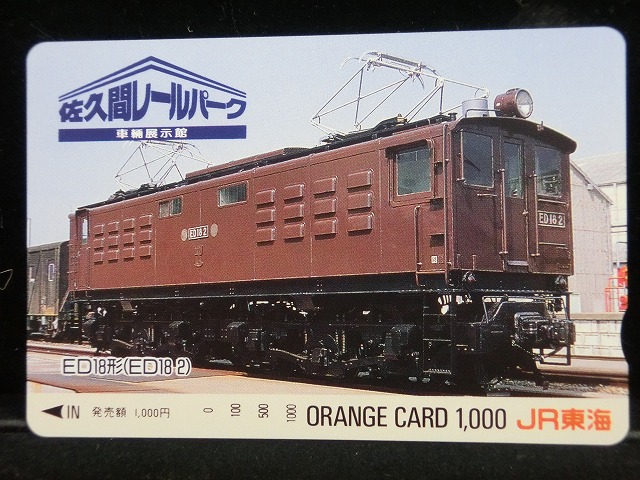 佐久間レールパーク
車輛展示館
ED18 2
ED18 2
ED18形(ED18 2)
◀IN 発売額 1,000円 0 100 500 1000 ORANGE CARD 1,000 JR東海